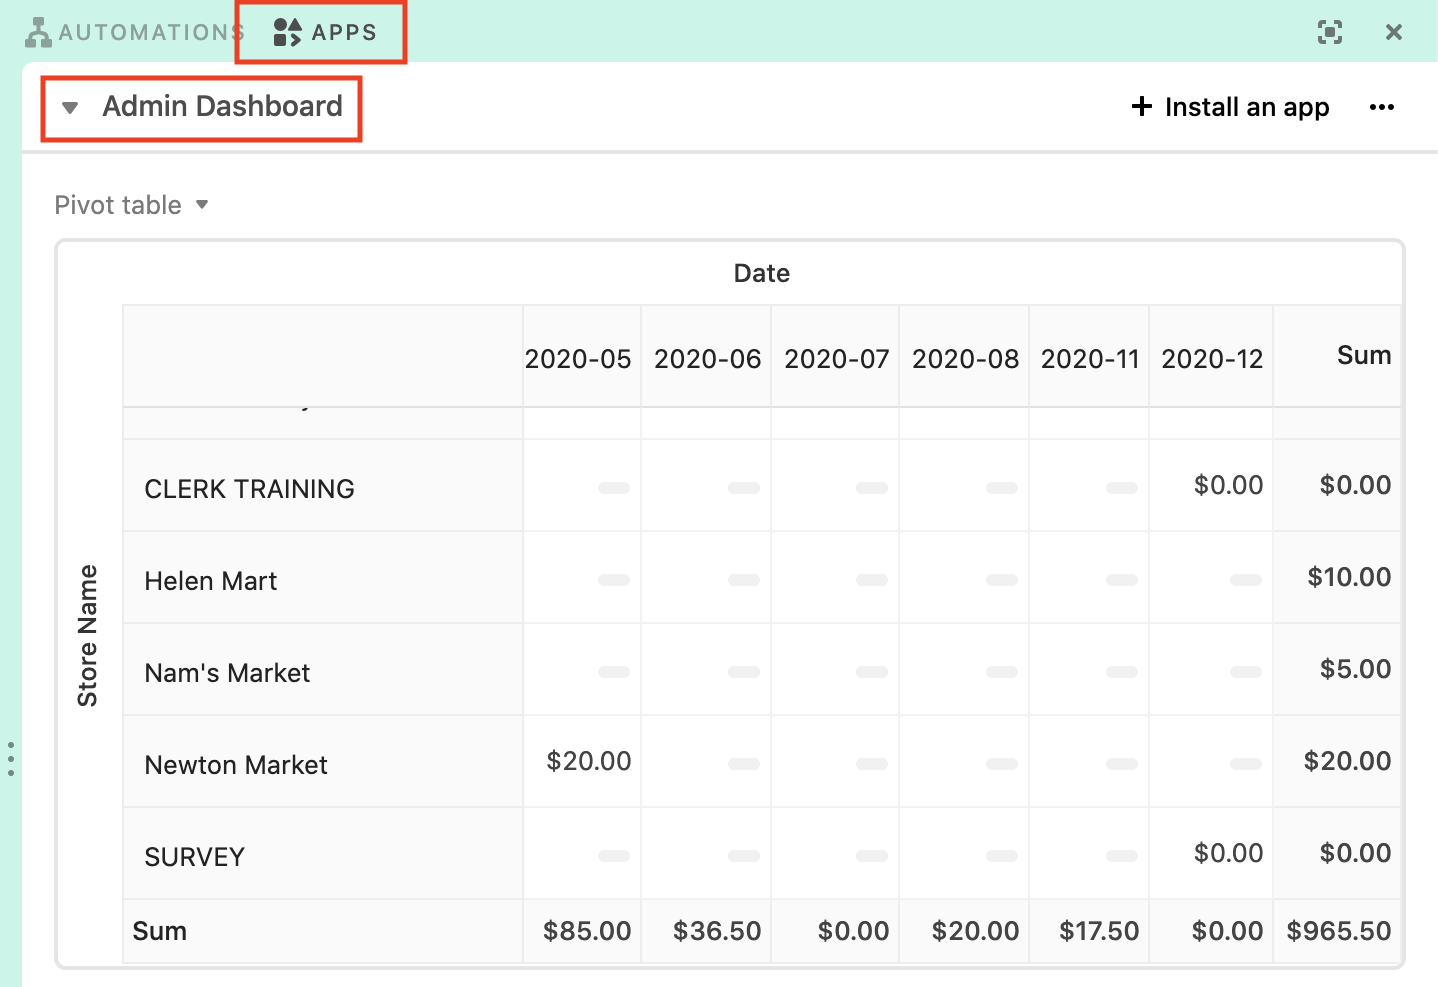 AUTOMATIONS APPS
Admin Dashboard + Install an app
Pivot table
Date
2020-05 2020-06 2020-07 2020-08 2020-11 2020-12 Sum
Store Name
CLERK TRAINING $0.00 $0.00
Helen Mart $10.00
Nam's Market $5.00
Newton Market $20.00 $20.00
SURVEY $0.00 $0.00
Sum $85.00 $36.50 $0.00 $20.00 $17.50 $0.00 $965.50